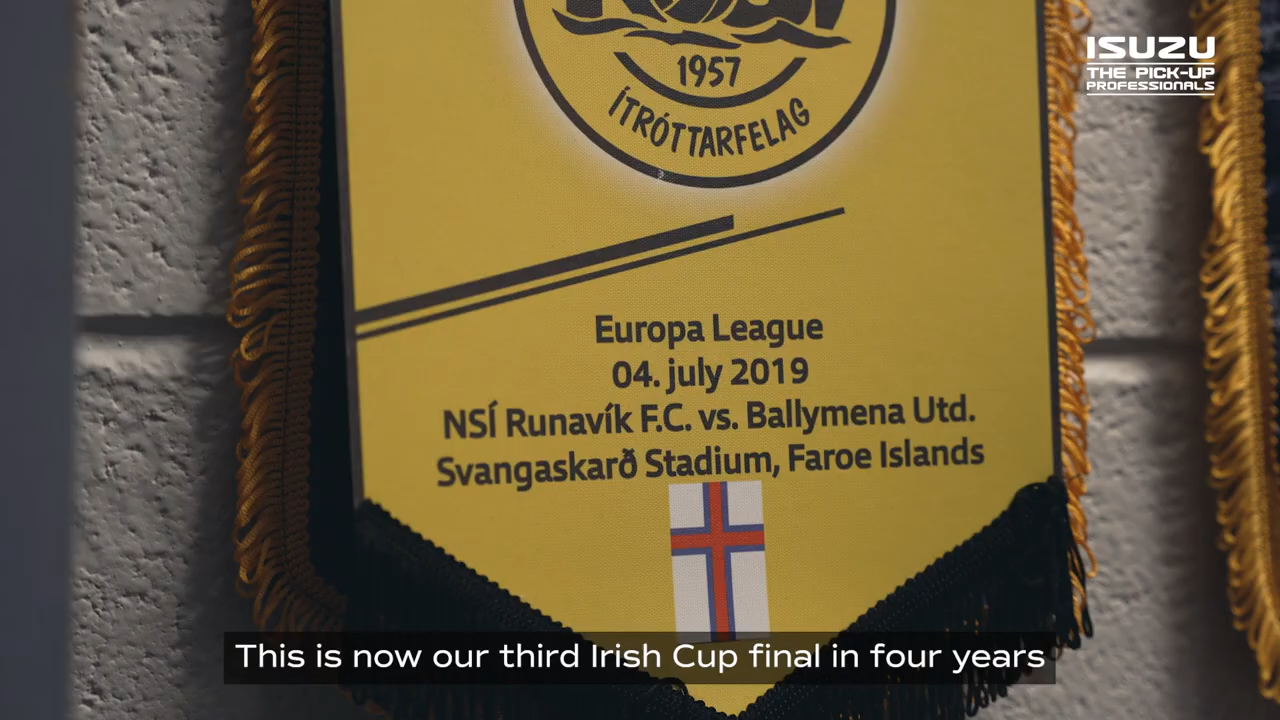 ISUZU
THE PICK-UP
PROFESSIONALS
1957
ÍTRÓTTARFELAG
Europa League
04. july 2019
NSÍ Runavík F.C. vs. Ballymena Utd.
Svangaskarð Stadium, Faroe Islands
This is now our third Irish Cup final in four years